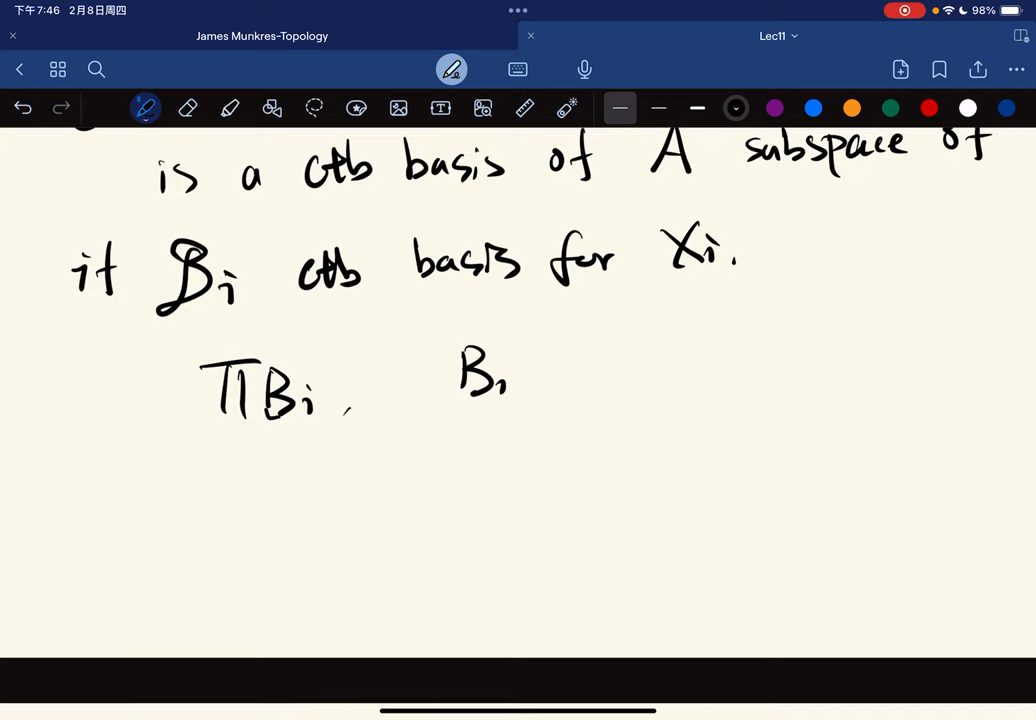 下午7:46 2月8日周四
98%
James Munkres-Topology
Lec11
is a ctb basis of A subspace of
if Bi ctb basis for Xi.
ΠBi, Bi